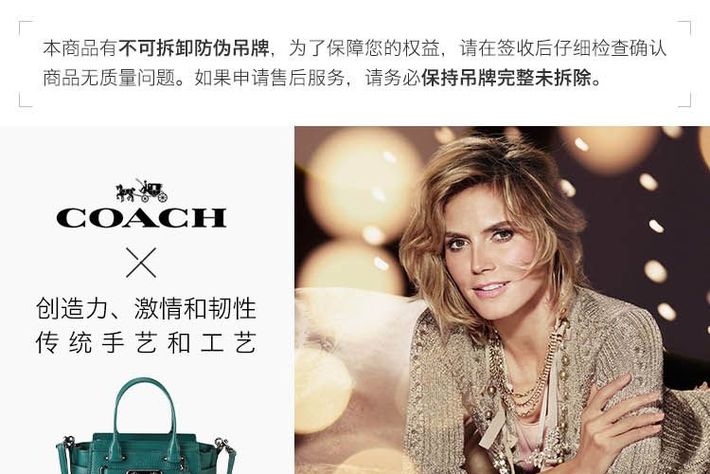 本商品有不可拆卸防伪吊牌，为了保障您的权益，请在签收后仔细检查确认
商品无质量问题。如果申请售后服务，请务必保持吊牌完整未拆除。
COACH
创造力、激情和韧性
传统手艺和工艺